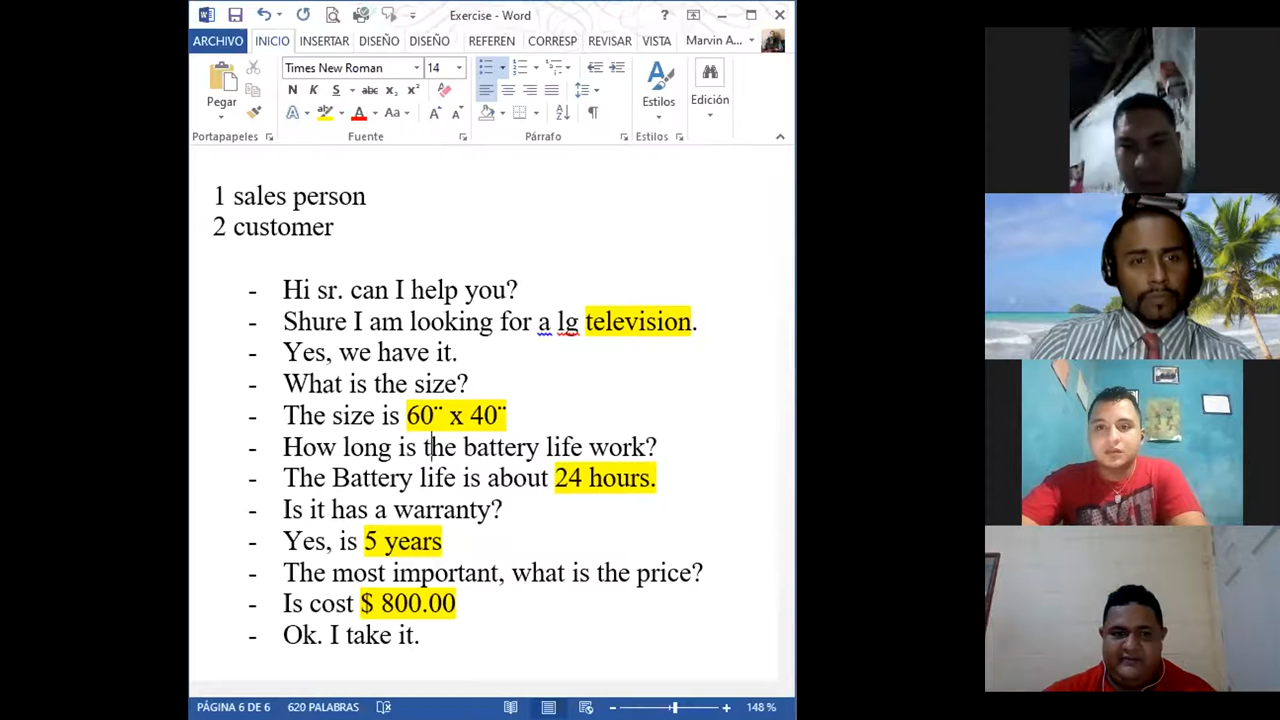 Exercise - Word
ARCHIVO INICIO INSERTAR DISEÑO DISEÑO REFEREN CORRESP REVISAR VISTA Marvin A...
Times New Roman 14
Pegar
N K S abc x₂ x²
Estilos
Edición
A aby A Aa A A
Portapapeles Fuente Párrafo Estilos
1 sales person
2 customer
- Hi sr. can I help you?
- Shure I am looking for a lg television.
- Yes, we have it.
- What is the size?
- The size is 60¨ x 40¨
- How long is the battery life work?
- The Battery life is about 24 hours.
- Is it has a warranty?
- Yes, is 5 years
- The most important, what is the price?
- Is cost $ 800.00
- Ok. I take it.
PÁGINA 6 DE 6 620 PALABRAS 148 %